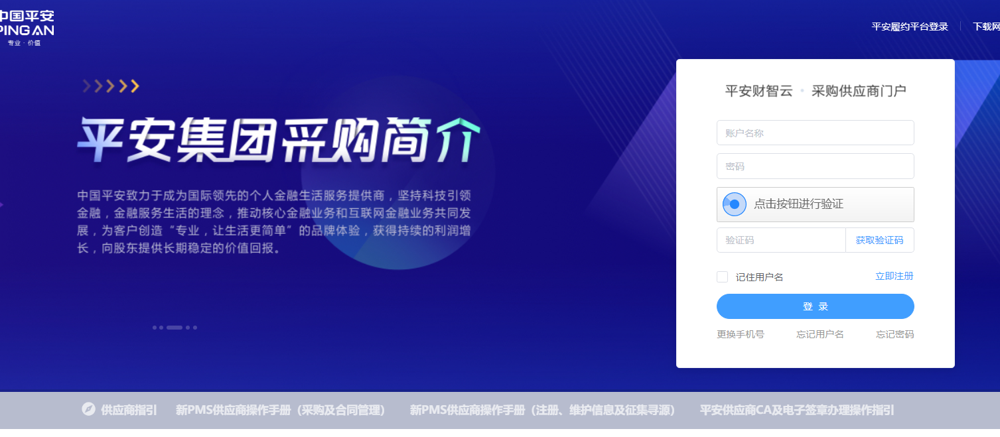 中国平安
PING AN
专业 · 价值
平安履约平台登录
下载网
平安集团采购简介
中国平安致力于成为国际领先的个人金融生活服务提供商，坚持科技引领
金融，金融服务生活的理念，推动核心金融业务和互联网金融业务共同发
展，为客户创造“专业，让生活更简单”的品牌体验，获得持续的利润增
长，向股东提供长期稳定的价值回报。
平安财智云 · 采购供应商门户
账户名称
密码
点击按钮进行验证
验证码 获取验证码
记住用户名 立即注册
登 录
更换手机号 忘记用户名 忘记密码
供应商指引 新PMS供应商操作手册（采购及合同管理） 新PMS供应商操作手册（注册、维护信息及征集寻源） 平安供应商CA及电子签章办理操作指引